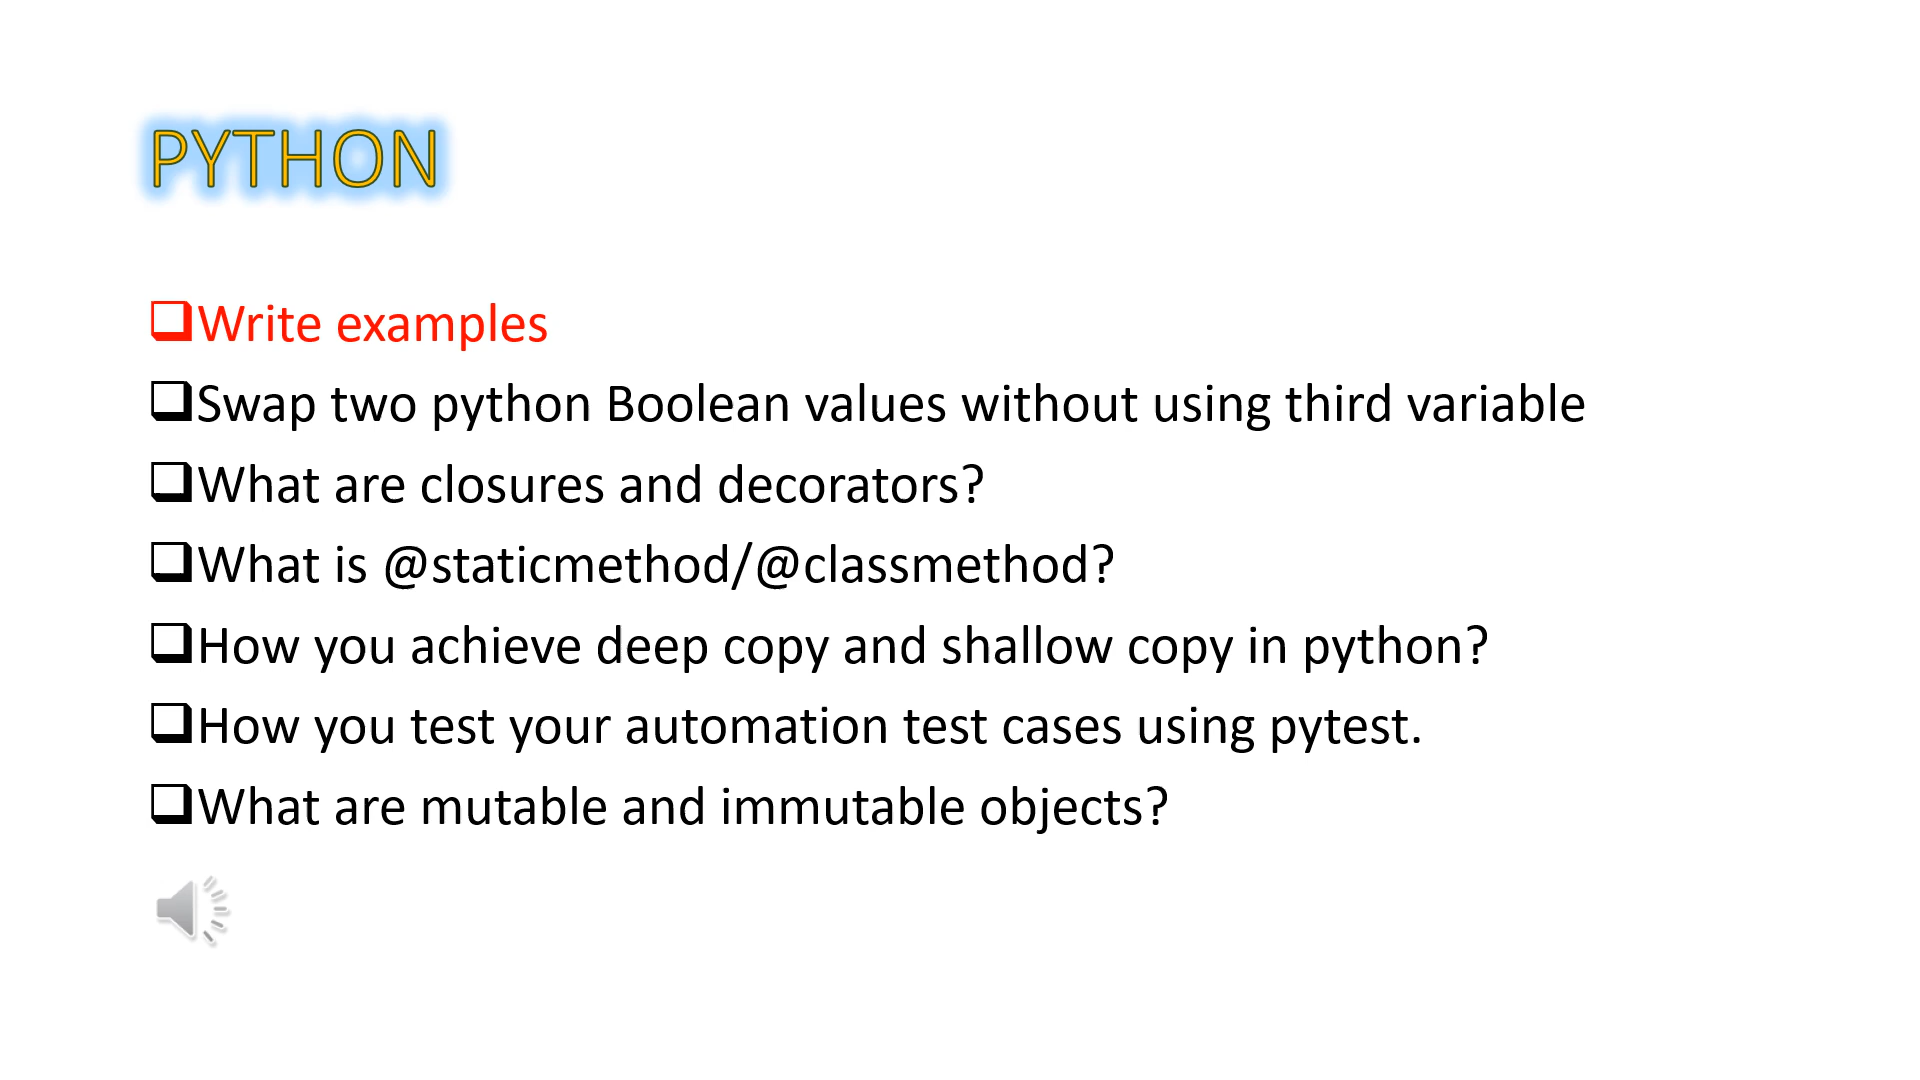 PYTHON
Write examples
Swap two python Boolean values without using third variable
What are closures and decorators?
What is @staticmethod/@classmethod?
How you achieve deep copy and shallow copy in python?
How you test your automation test cases using pytest.
What are mutable and immutable objects?